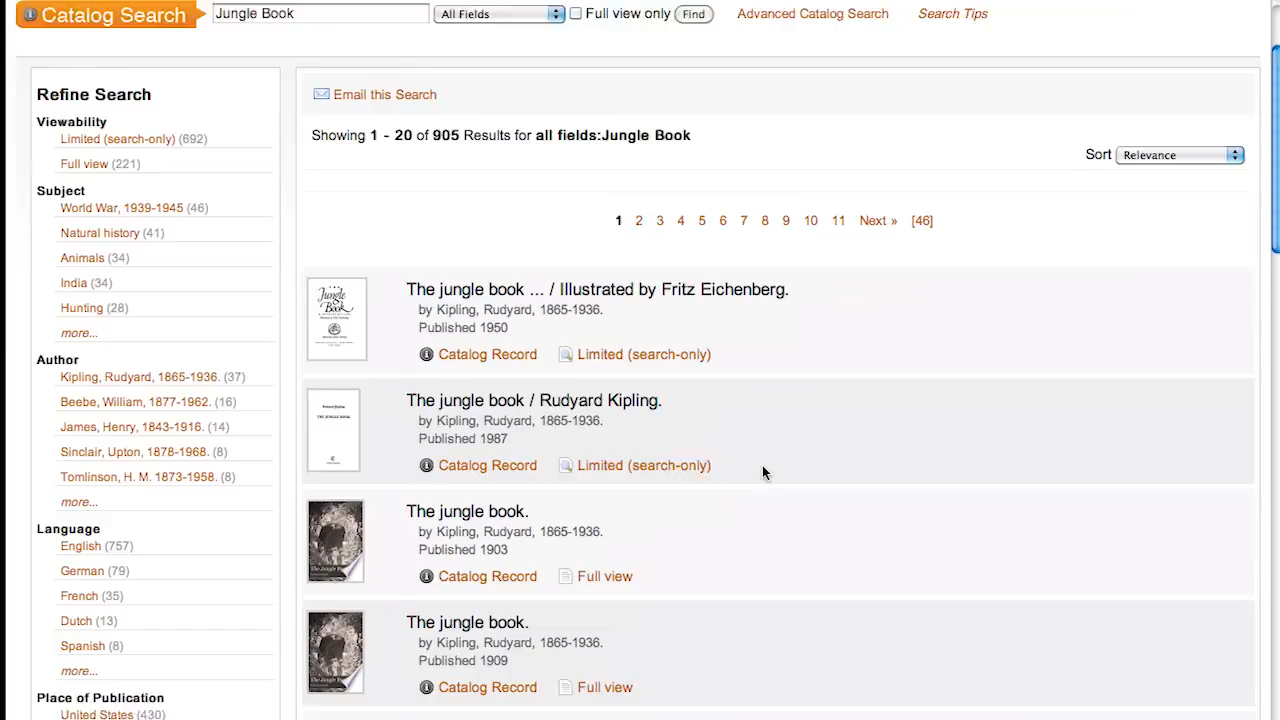 Catalog Search Jungle Book All Fields Full view only Find Advanced Catalog Search Search Tips
Refine Search
Viewability
Limited (search-only) (692)
Full view (221)
Subject
World War, 1939-1945 (46)
Natural history (41)
Animals (34)
India (34)
Hunting (28)
more...
Author
Kipling, Rudyard, 1865-1936. (37)
Beebe, William, 1877-1962. (16)
James, Henry, 1843-1916. (14)
Sinclair, Upton, 1878-1968. (8)
Tomlinson, H. M. 1873-1958. (8)
more...
Language
English (757)
German (79)
French (35)
Dutch (13)
Spanish (8)
more...
Place of Publication
United States (430)
Email this Search
Showing 1 - 20 of 905 Results for all fields:Jungle Book
Sort Relevance
1 2 3 4 5 6 7 8 9 10 11 Next » [46]
Jungle
Book
The jungle book ... / Illustrated by Fritz Eichenberg.
by Kipling, Rudyard, 1865-1936.
Published 1950
Catalog Record Limited (search-only)
THE JUNGLE BOOK
The jungle book / Rudyard Kipling.
by Kipling, Rudyard, 1865-1936.
Published 1987
Catalog Record Limited (search-only)
The jungle book.
by Kipling, Rudyard, 1865-1936.
Published 1903
Catalog Record Full view
The jungle book.
by Kipling, Rudyard, 1865-1936.
Published 1909
Catalog Record Full view